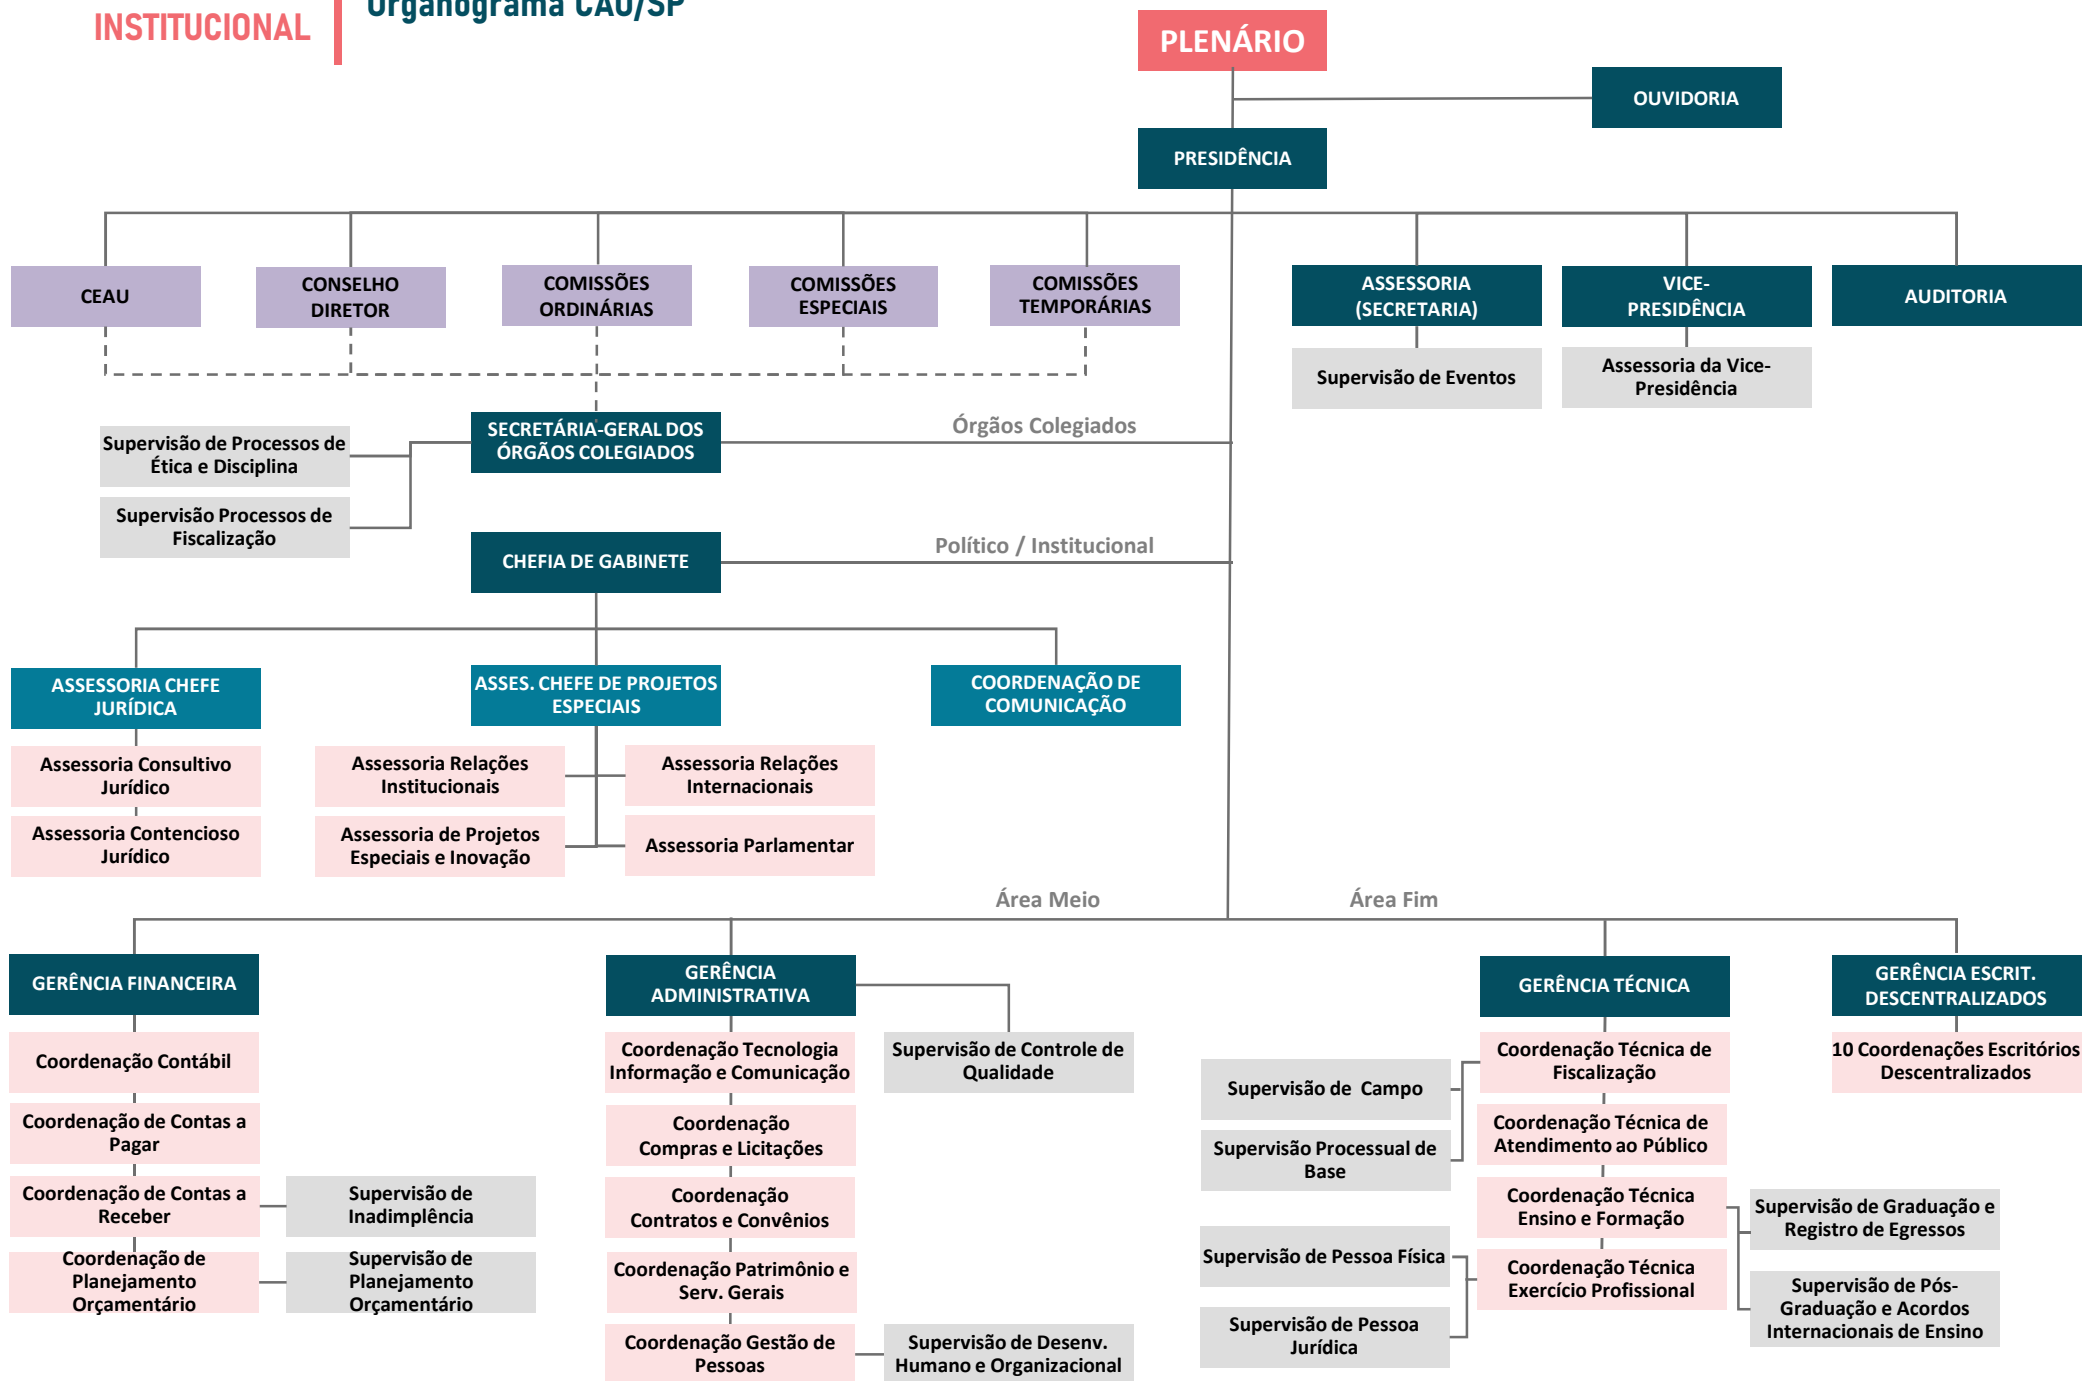 Organograma CAU/SP
INSTITUCIONAL
PLENÁRIO
OUVIDORIA
PRESIDÊNCIA
CEAU
CONSELHO
DIRETOR
COMISSÕES
ORDINÁRIAS
COMISSÕES
ESPECIAIS
COMISSÕES
TEMPORÁRIAS
ASSESSORIA
(SECRETARIA)
VICE-
PRESIDÊNCIA
AUDITORIA
Supervisão de Eventos
Assessoria da Vice-
Presidência
SECRETÁRIA-GERAL DOS
ÓRGÃOS COLEGIADOS
Órgãos Colegiados
Supervisão de Processos de
Ética e Disciplina
Supervisão Processos de
Fiscalização
CHEFIA DE GABINETE
Político / Institucional
ASSESSORIA CHEFE
JURÍDICA
ASSES. CHEFE DE PROJETOS
ESPECIAIS
COORDENAÇÃO DE
COMUNICAÇÃO
Assessoria Consultivo
Jurídico
Assessoria Contencioso
Jurídico
Assessoria Relações
Institucionais
Assessoria Relações
Internacionais
Assessoria de Projetos
Especiais e Inovação
Assessoria Parlamentar
Área Meio
Área Fim
GERÊNCIA FINANCEIRA
GERÊNCIA
ADMINISTRATIVA
GERÊNCIA TÉCNICA
GERÊNCIA ESCRIT.
DESCENTRALIZADOS
Coordenação Contábil
Coordenação de Contas a
Pagar
Coordenação de Contas a
Receber
Supervisão de
Inadimplência
Coordenação de
Planejamento
Orçamentário
Supervisão de
Planejamento
Orçamentário
Coordenação Tecnologia
Informação e Comunicação
Supervisão de Controle de
Qualidade
Coordenação
Compras e Licitações
Coordenação
Contratos e Convênios
Coordenação Patrimônio e
Serv. Gerais
Coordenação Gestão de
Pessoas
Supervisão de Desenv.
Humano e Organizacional
Coordenação Técnica de
Fiscalização
Supervisão de Campo
Supervisão Processual de
Base
Coordenação Técnica de
Atendimento ao Público
Coordenação Técnica
Ensino e Formação
Supervisão de Graduação e
Registro de Egressos
Supervisão de Pós-
Graduação e Acordos
Internacionais de Ensino
Coordenação Técnica
Exercício Profissional
Supervisão de Pessoa Física
Supervisão de Pessoa
Jurídica
10 Coordenações Escritórios
Descentralizados